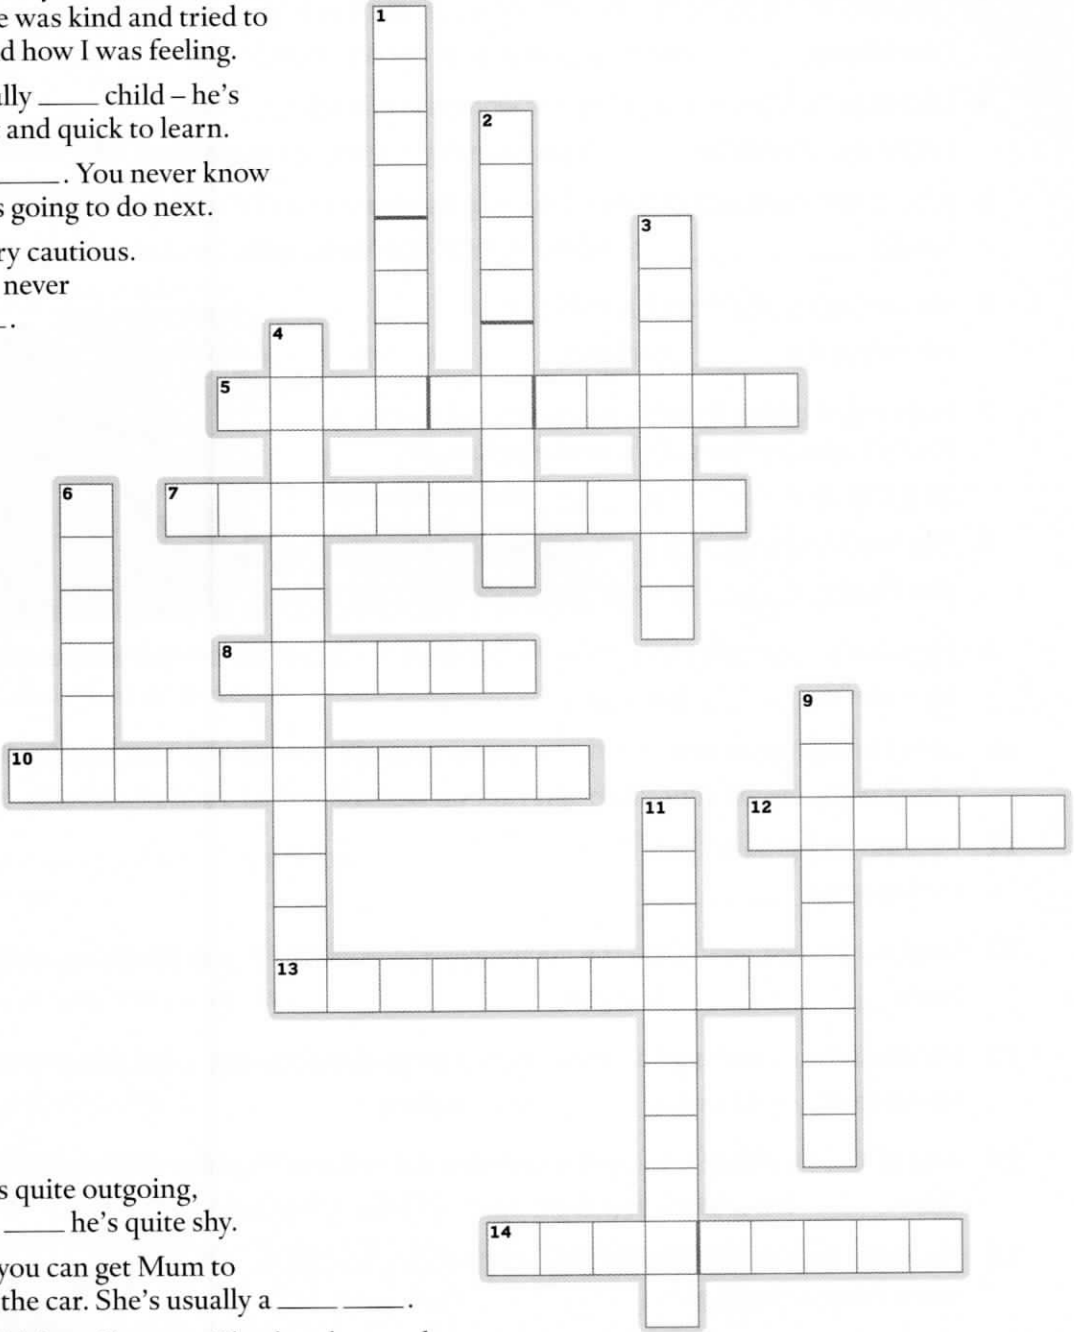 e was kind and tried to
d how I was feeling.
lly ____ child – he's
and quick to learn.
____. You never know
s going to do next.
ry cautious.
never
_.
1
2
3
4
5
6
7
8
9
10
11
12
13
14
s quite outgoing,
____ he's quite shy.
you can get Mum to
the car. She's usually a ____ ____.